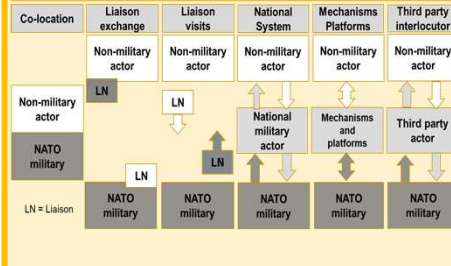 Co-location
Liaison
exchange
Liaison
visits
National
System
Mechanisms
Platforms
Third party
interlocutor
Non-military
actor
Non-military
actor
Non-military
actor
Non-military
actor
Non-military
actor
LN
LN
Non-military
actor
National
military
actor
Mechanisms
and
platforms
Third party
actor
NATO
military
LN
LN
NATO
military
NATO
military
NATO
military
NATO
military
NATO
military
LN = Liaison